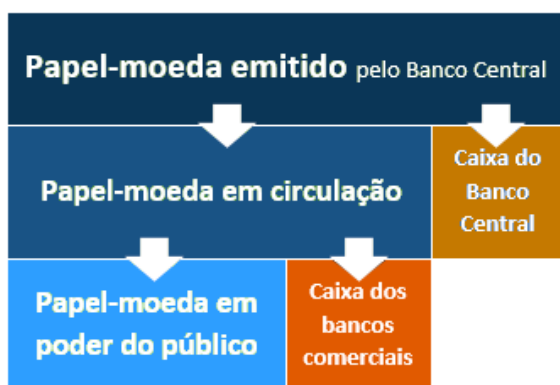 Papel-moeda emitido pelo Banco Central
Papel-moeda em circulação
Caixa do
Banco
Central
Papel-moeda em
poder do público
Caixa dos
bancos
comerciais